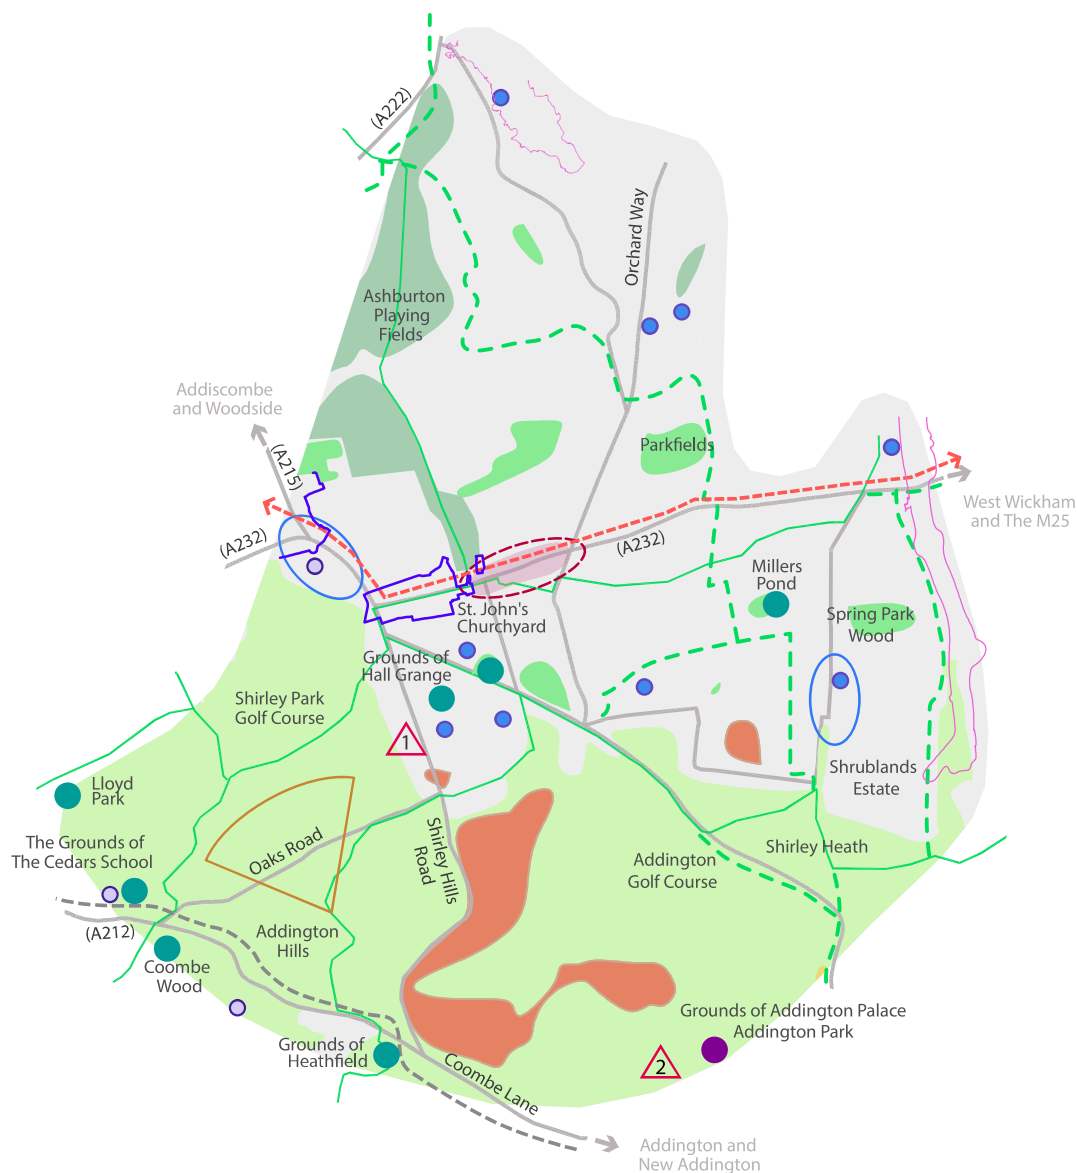 (A222)
Orchard Way
Ashburton
Playing
Fields
Addiscombe
and Woodside
(A215)
Parkfields
West Wickham
and The M25
(A232)
(A232)
Millers
Pond
St. John's
Churchyard
Spring Park
Wood
Grounds of
Hall Grange
Shirley Park
Golf Course
1
Lloyd
Park
Shrublands
Estate
The Grounds of
The Cedars School
Oaks Road
Shirley Hills
Road
Shirley Heath
Addington
Golf Course
(A212)
Addington
Hills
Coombe
Wood
Grounds of Addington Palace
Addington Park
Grounds of
Heathfield
2
Coombe Lane
Addington and
New Addington